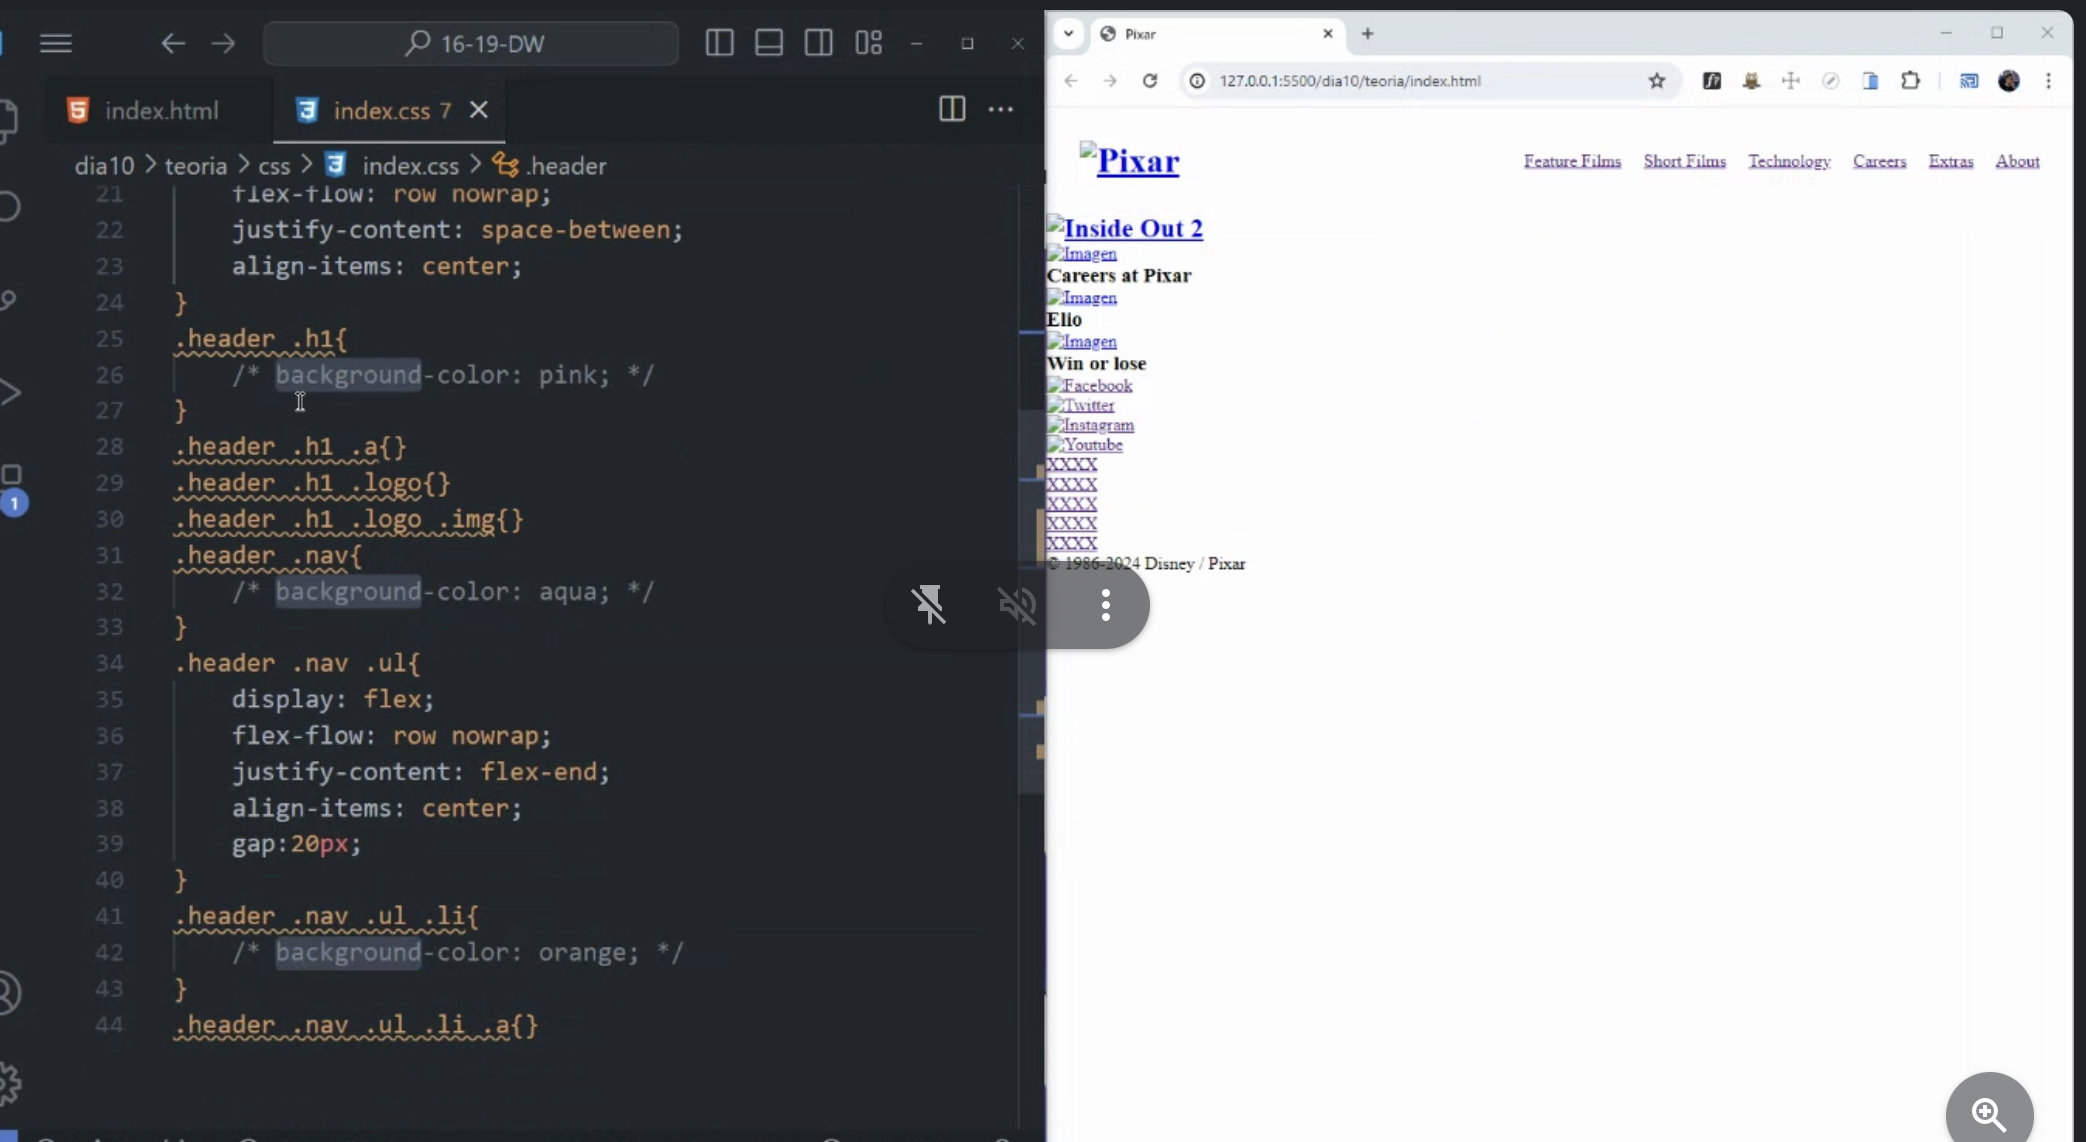 16-19-DW
index.html
index.css 7
dia10 > teoria > css > index.css > .header
21 flex-flow: row nowrap;
22 justify-content: space-between;
23 align-items: center;
24 }
25 .header .h1{
26 /* background-color: pink; */
27 }
28 .header .h1 .a{}
29 .header .h1 .logo{}
30 .header .h1 .logo .img{}
31 .header .nav{
32 /* background-color: aqua; */
33 }
34 .header .nav .ul{
35 display: flex;
36 flex-flow: row nowrap;
37 justify-content: flex-end;
38 align-items: center;
39 gap:20px;
40 }
41 .header .nav .ul .li{
42 /* background-color: orange; */
43 }
44 .header .nav .ul .li .a{}
1
Pixar
127.0.0.1:5500/dia10/teoria/index.html
Pixar
Feature Films Short Films Technology Careers Extras About
Inside Out 2
Imagen
Careers at Pixar
Imagen
Elio
Imagen
Win or lose
Facebook
Twitter
Instagram
Youtube
XXXX
XXXX
XXXX
XXXX
XXXX
© 1986-2024 Disney / Pixar